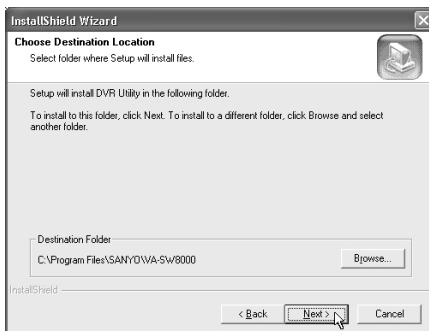 InstallShield Wizard
Choose Destination Location
Select folder where Setup will install files.
Setup will install DVR Utility in the following folder.
To install to this folder, click Next. To install to a different folder, click Browse and select
another folder.
Destination Folder
C:\Program Files\SANYO\VA-SW8000
Browse...
InstallShield
< Back
Next >
Cancel